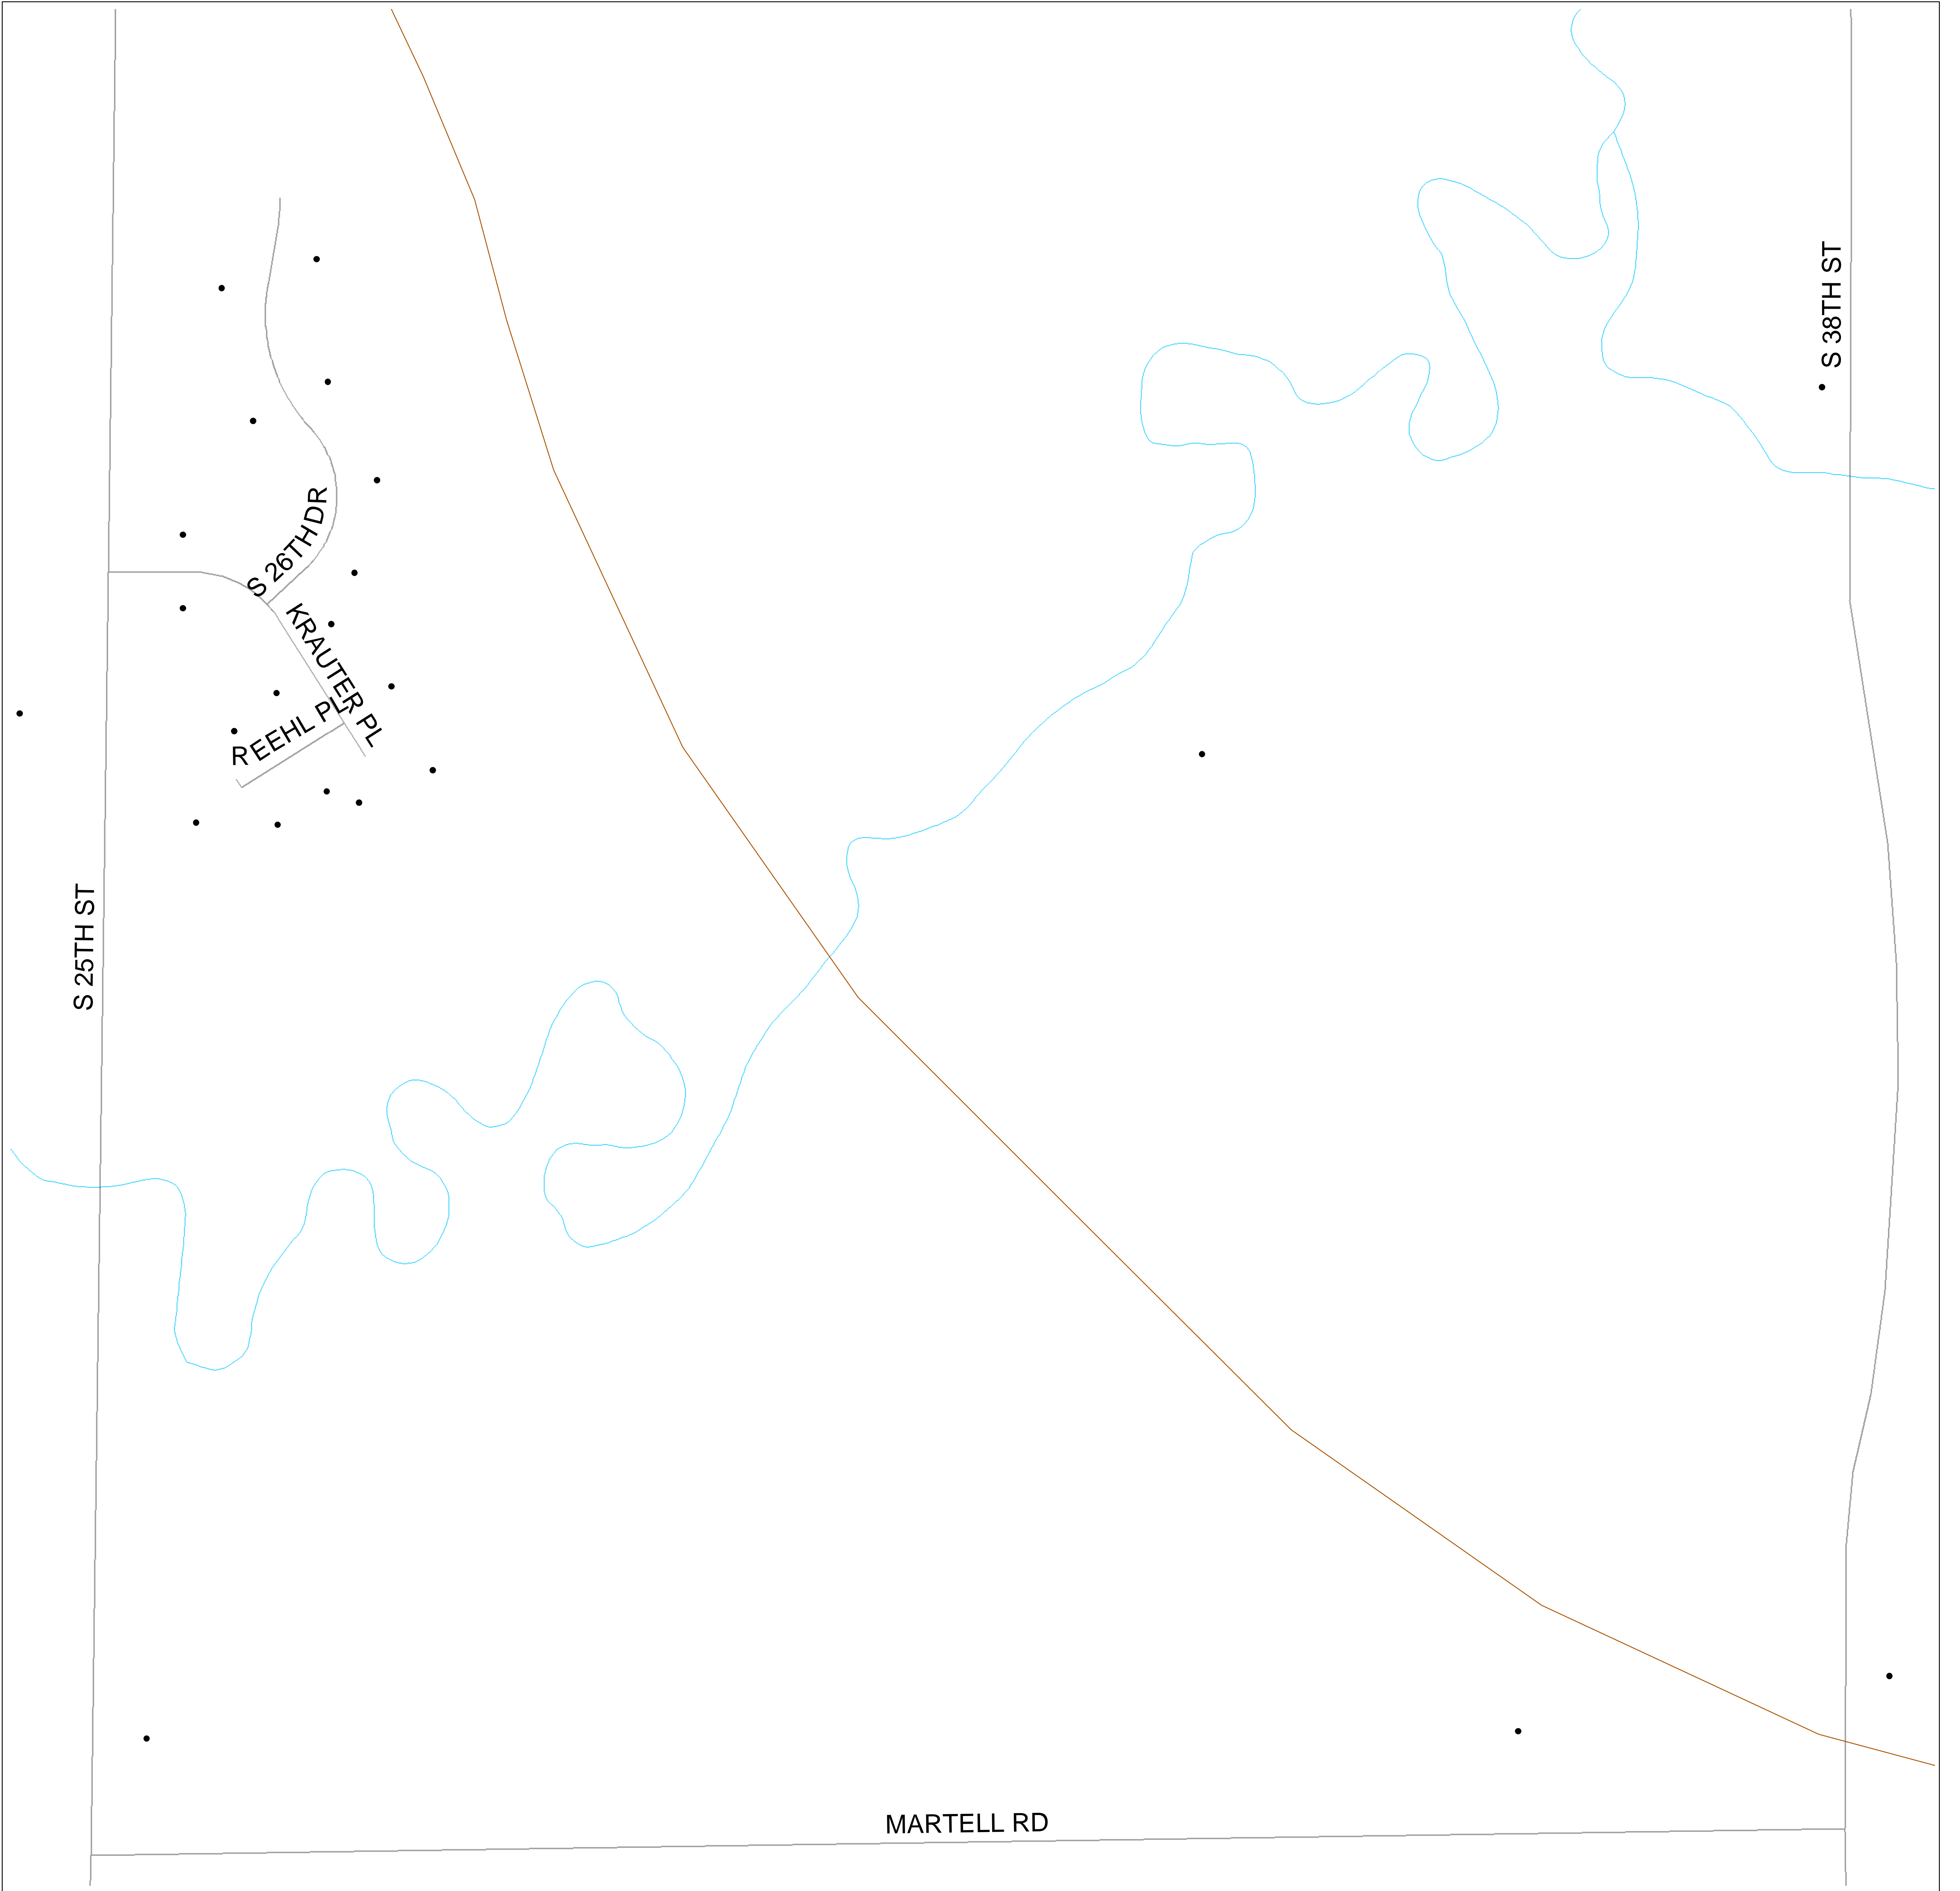 S 38TH ST
S 26TH DR
KRAUTER PL
REEHL PL
S 25TH ST
MARTELL RD